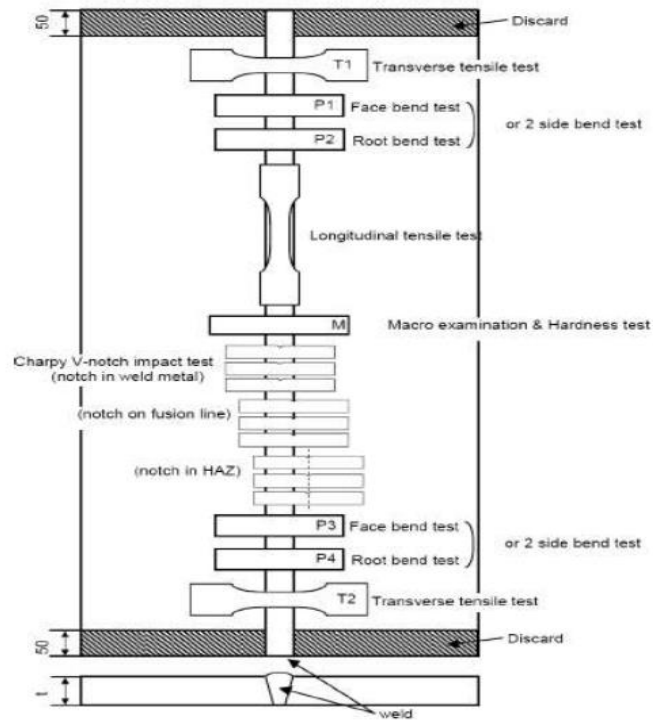 50
Discard
T1
Transverse tensile test
P1
Face bend test
or 2 side bend test
P2
Root bend test
Longitudinal tensile test
M
Macro examination & Hardness test
Charpy V-notch impact test
(notch in weld metal)
(notch on fusion line)
(notch in HAZ)
P3
Face bend test
or 2 side bend test
P4
Root bend test
T2
Transverse tensile test
50
Discard
t
weld